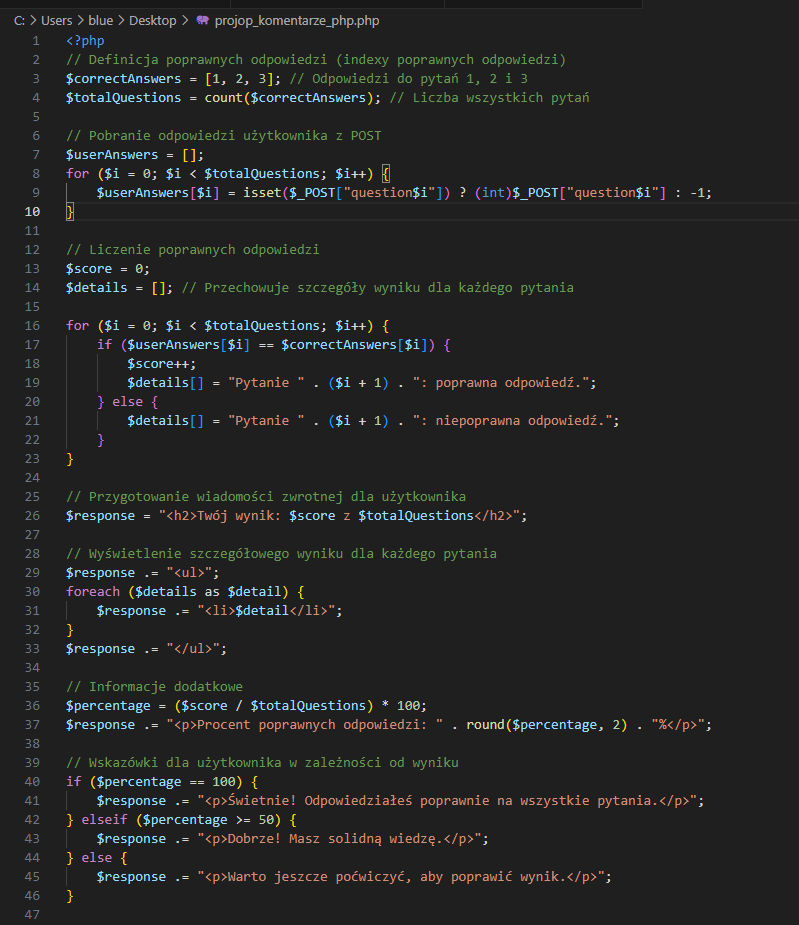 C: > Users > blue > Desktop > projop_komentarze_php.php
1 <?php
2 // Definicja poprawnych odpowiedzi (indexy poprawnych odpowiedzi)
3 $correctAnswers = [1, 2, 3]; // Odpowiedzi do pytań 1, 2 i 3
4 $totalQuestions = count($correctAnswers); // Liczba wszystkich pytań
5
6 // Pobranie odpowiedzi użytkownika z POST
7 $userAnswers = [];
8 for ($i = 0; $i < $totalQuestions; $i++) {
9     $userAnswers[$i] = isset($_POST["question$i"]) ? (int)$_POST["question$i"] : -1;
10 }
11
12 // Liczenie poprawnych odpowiedzi
13 $score = 0;
14 $details = []; // Przechowuje szczegóły wyniku dla każdego pytania
15
16 for ($i = 0; $i < $totalQuestions; $i++) {
17     if ($userAnswers[$i] == $correctAnswers[$i]) {
18         $score++;
19         $details[] = "Pytanie " . ($i + 1) . ": poprawna odpowiedź.";
20     } else {
21         $details[] = "Pytanie " . ($i + 1) . ": niepoprawna odpowiedź.";
22     }
23 }
24
25 // Przygotowanie wiadomości zwrotnej dla użytkownika
26 $response = "<h2>Twój wynik: $score z $totalQuestions</h2>";
27
28 // Wyświetlenie szczegółowego wyniku dla każdego pytania
29 $response .= "<ul>";
30 foreach ($details as $detail) {
31     $response .= "<li>$detail</li>";
32 }
33 $response .= "</ul>";
34
35 // Informacje dodatkowe
36 $percentage = ($score / $totalQuestions) * 100;
37 $response .= "<p>Procent poprawnych odpowiedzi: " . round($percentage, 2) . "%</p>";
38
39 // Wskazówki dla użytkownika w zależności od wyniku
40 if ($percentage == 100) {
41     $response .= "<p>Świetnie! Odpowiedziałeś poprawnie na wszystkie pytania.</p>";
42 } elseif ($percentage >= 50) {
43     $response .= "<p>Dobrze! Masz solidną wiedzę.</p>";
44 } else {
45     $response .= "<p>Warto jeszcze poćwiczyć, aby poprawić wynik.</p>";
46 }
47